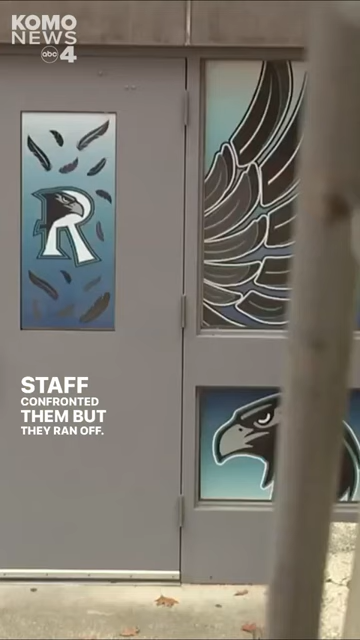 KOMO
NEWS
abc 4
R
STAFF
CONFRONTED
THEM BUT
THEY RAN OFF.